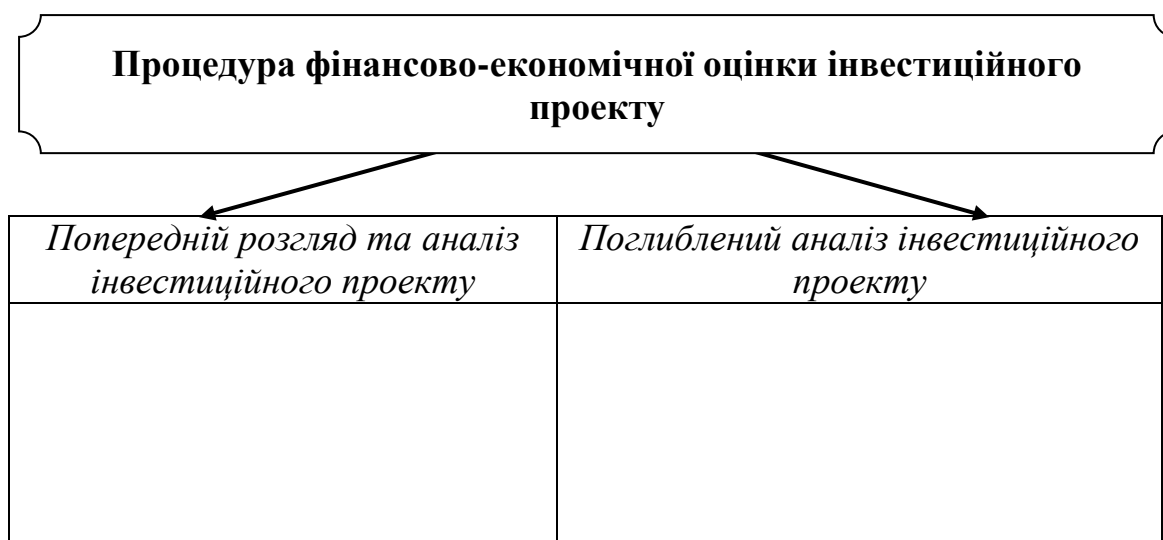 Процедура фінансово-економічної оцінки інвестиційного
проекту
Попередній розгляд та аналіз
інвестиційного проекту
Поглиблений аналіз інвестиційного
проекту